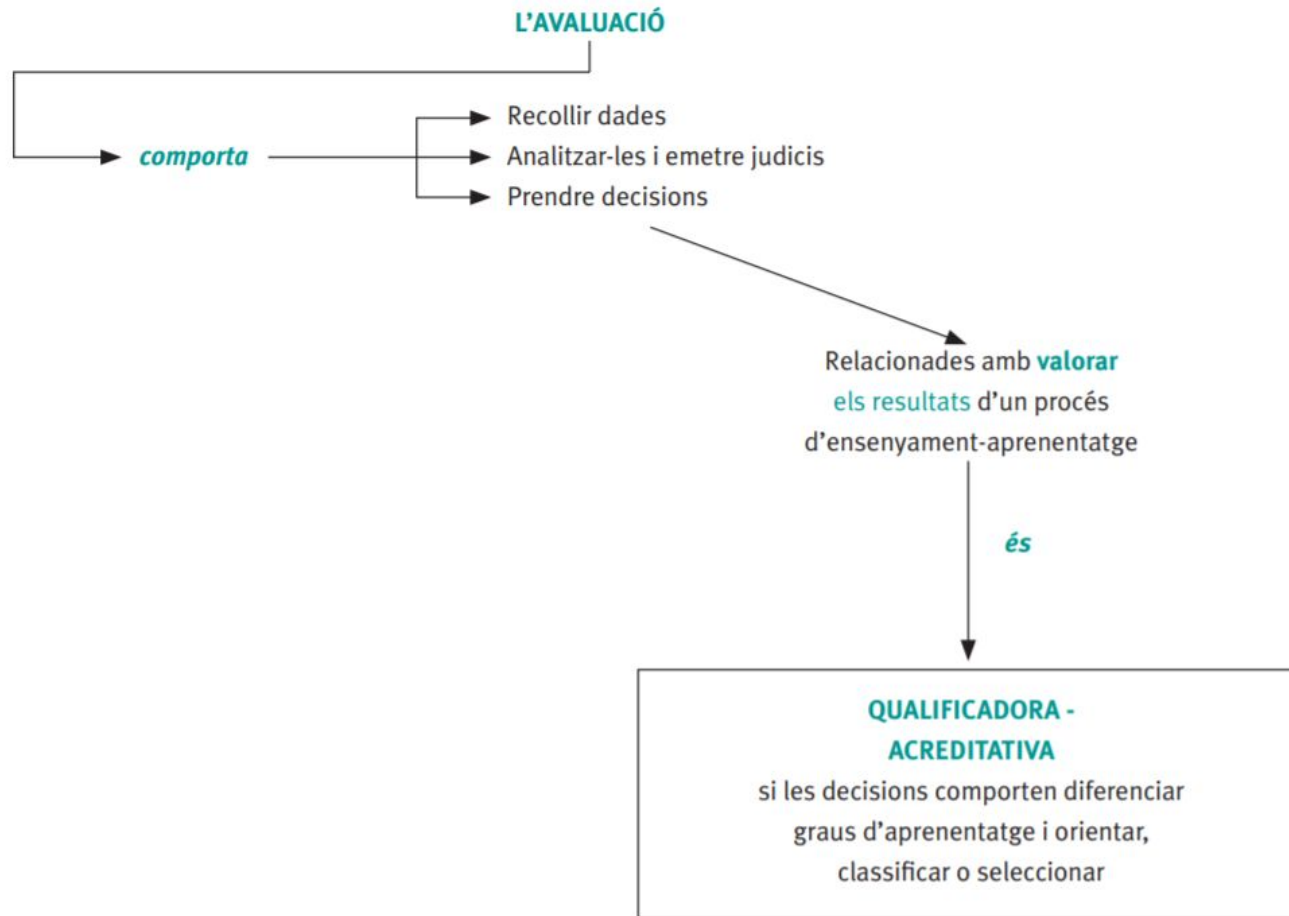 L'AVALUACIÓ
comporta
Recollir dades
Analitzar-les i emetre judicis
Prendre decisions
Relacionades amb valorar
els resultats d'un procés
d'ensenyament-aprenentatge
és
QUALIFICADORA -
ACREDITATIVA
si les decisions comporten diferenciar
graus d'aprenentatge i orientar,
classificar o seleccionar